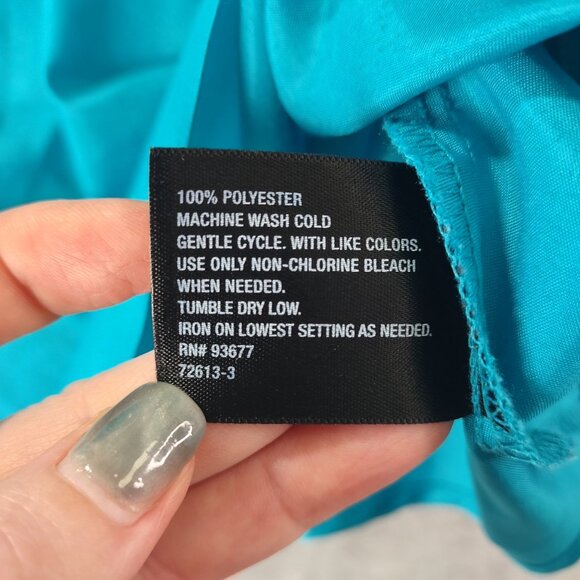 100% POLYESTER
MACHINE WASH COLD
GENTLE CYCLE. WITH LIKE COLORS.
USE ONLY NON-CHLORINE BLEACH
WHEN NEEDED.
TUMBLE DRY LOW.
IRON ON LOWEST SETTING AS NEEDED.
RN# 93677
72613-3